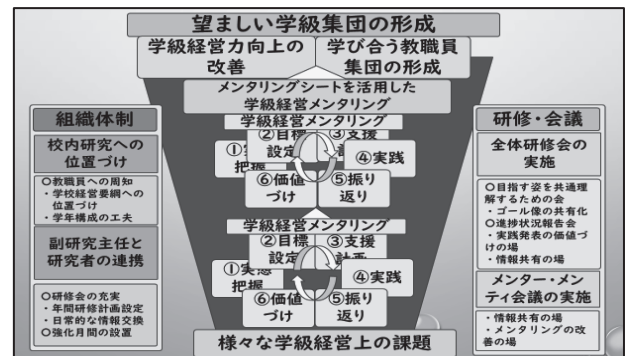 望ましい学級集団の形成
学級経営力向上の
改善
学び合う教職員
集団の形成
メンタリングシートを活用した
学級経営メンタリング
学級経営メンタリング
②目標
設定
③支援
④実践
⑤振り
返り
⑥価値
づけ
把握
学級経営メンタリング
②目標
設定
③支援
計画
①実態
把握
④実践
⑤振り
返り
⑥価値
づけ
様々な学級経営上の課題
組織体制
校内研究への
位置づけ
〇教職員への周知
・学校経営要綱への
位置づけ
・学年構成の工夫
副研究主任と
研究者の連携
〇研修会の充実
・年間研修計画設定
・日常的な情報交換
〇強化月間の設置
研修・会議
全体研修会の
実施
〇目指す姿を共通理
解するための会
・ゴール像の共有化
〇進捗状況報告会
・実践発表の価値づ
けの場
・情報共有の場
メンター・メン
ティ会議の実施
・情報共有の場
・メンタリングの改
善の場